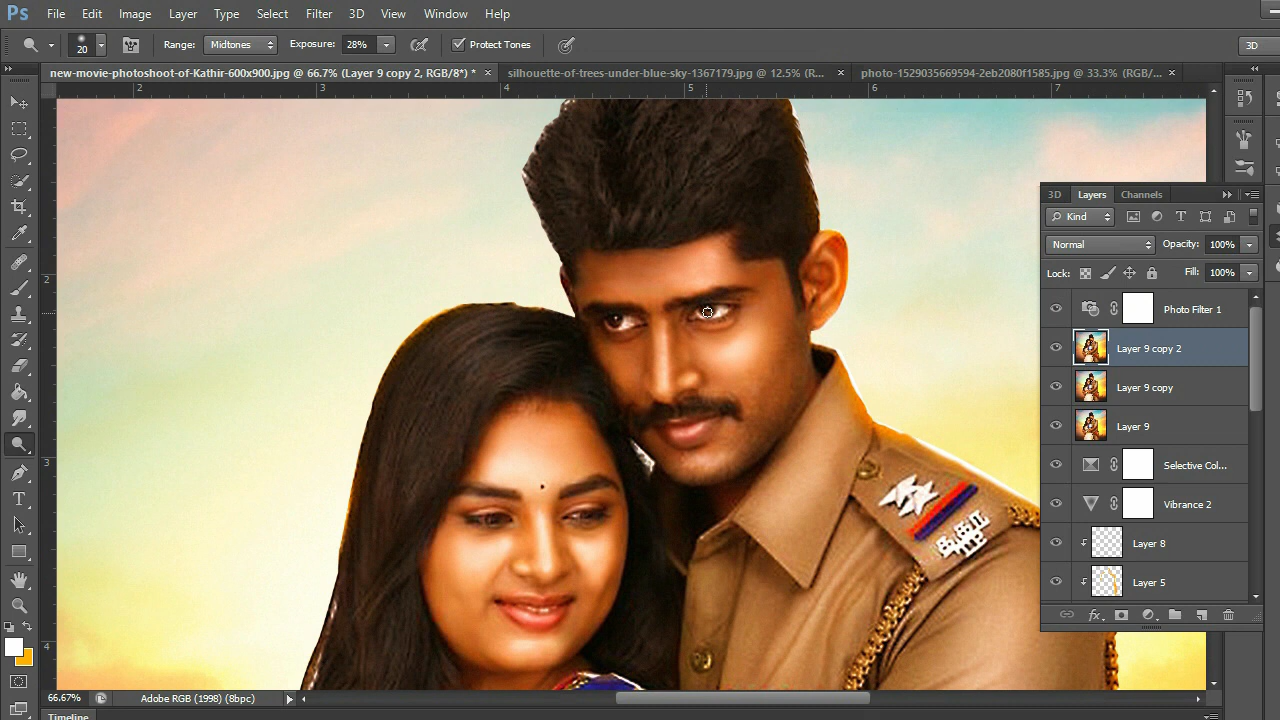 Ps File Edit Image Layer Type Select Filter 3D View Window Help
20 Range: Midtones Exposure: 28% Protect Tones 3D
new-movie-photoshoot-of-Kathir-600x900.jpg @ 66.7% (Layer 9 copy 2, RGB/8*) * × silhouette-of-trees-under-blue-sky-1367179.jpg @ 12.5% (R... × photo-1529035669594-2eb2080f1585.jpg @ 33.3% (RGB/... ×
2 3 4 5 6 7
2
3
4
3D Layers Channels
Kind
Normal Opacity: 100%
Lock: Fill: 100%
Photo Filter 1
Layer 9 copy 2
Layer 9 copy
Layer 9
Selective Col...
Vibrance 2
Layer 8
Layer 5
fx
66.67% Adobe RGB (1998) (8bpc)
Timeline